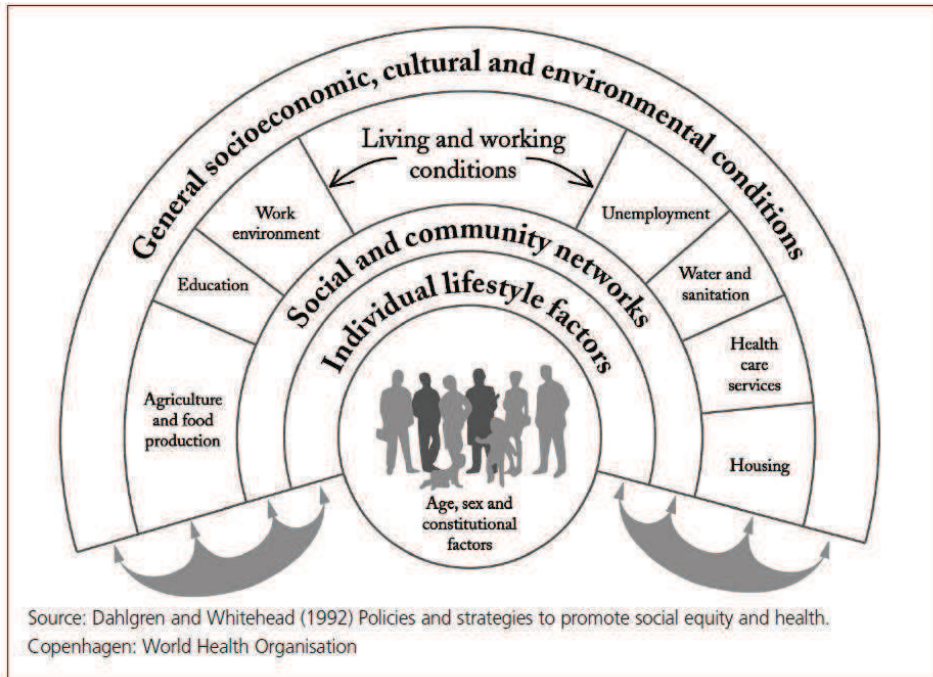 General socioeconomic, cultural and environmental conditions
Living and working
conditions
Work
environment
Unemployment
Education
Water and
sanitation
Agriculture
and food
production
Health
care
services
Housing
Social and community networks
Individual lifestyle factors
Age, sex and
constitutional
factors
Source: Dahlgren and Whitehead (1992) Policies and strategies to promote social equity and health.
Copenhagen: World Health Organisation